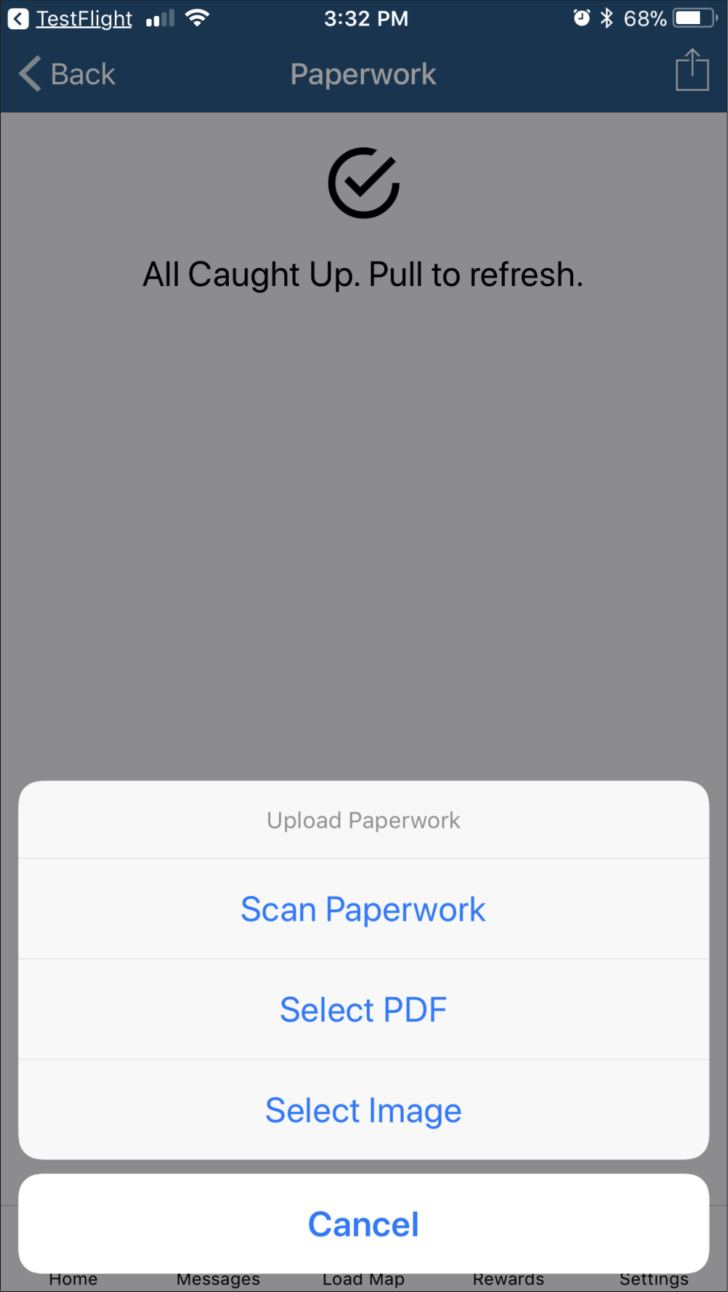 TestFlight 3:32 PM 68%
Back Paperwork
All Caught Up. Pull to refresh.
Upload Paperwork
Scan Paperwork
Select PDF
Select Image
Cancel
Home Messages Load Map Rewards Settings